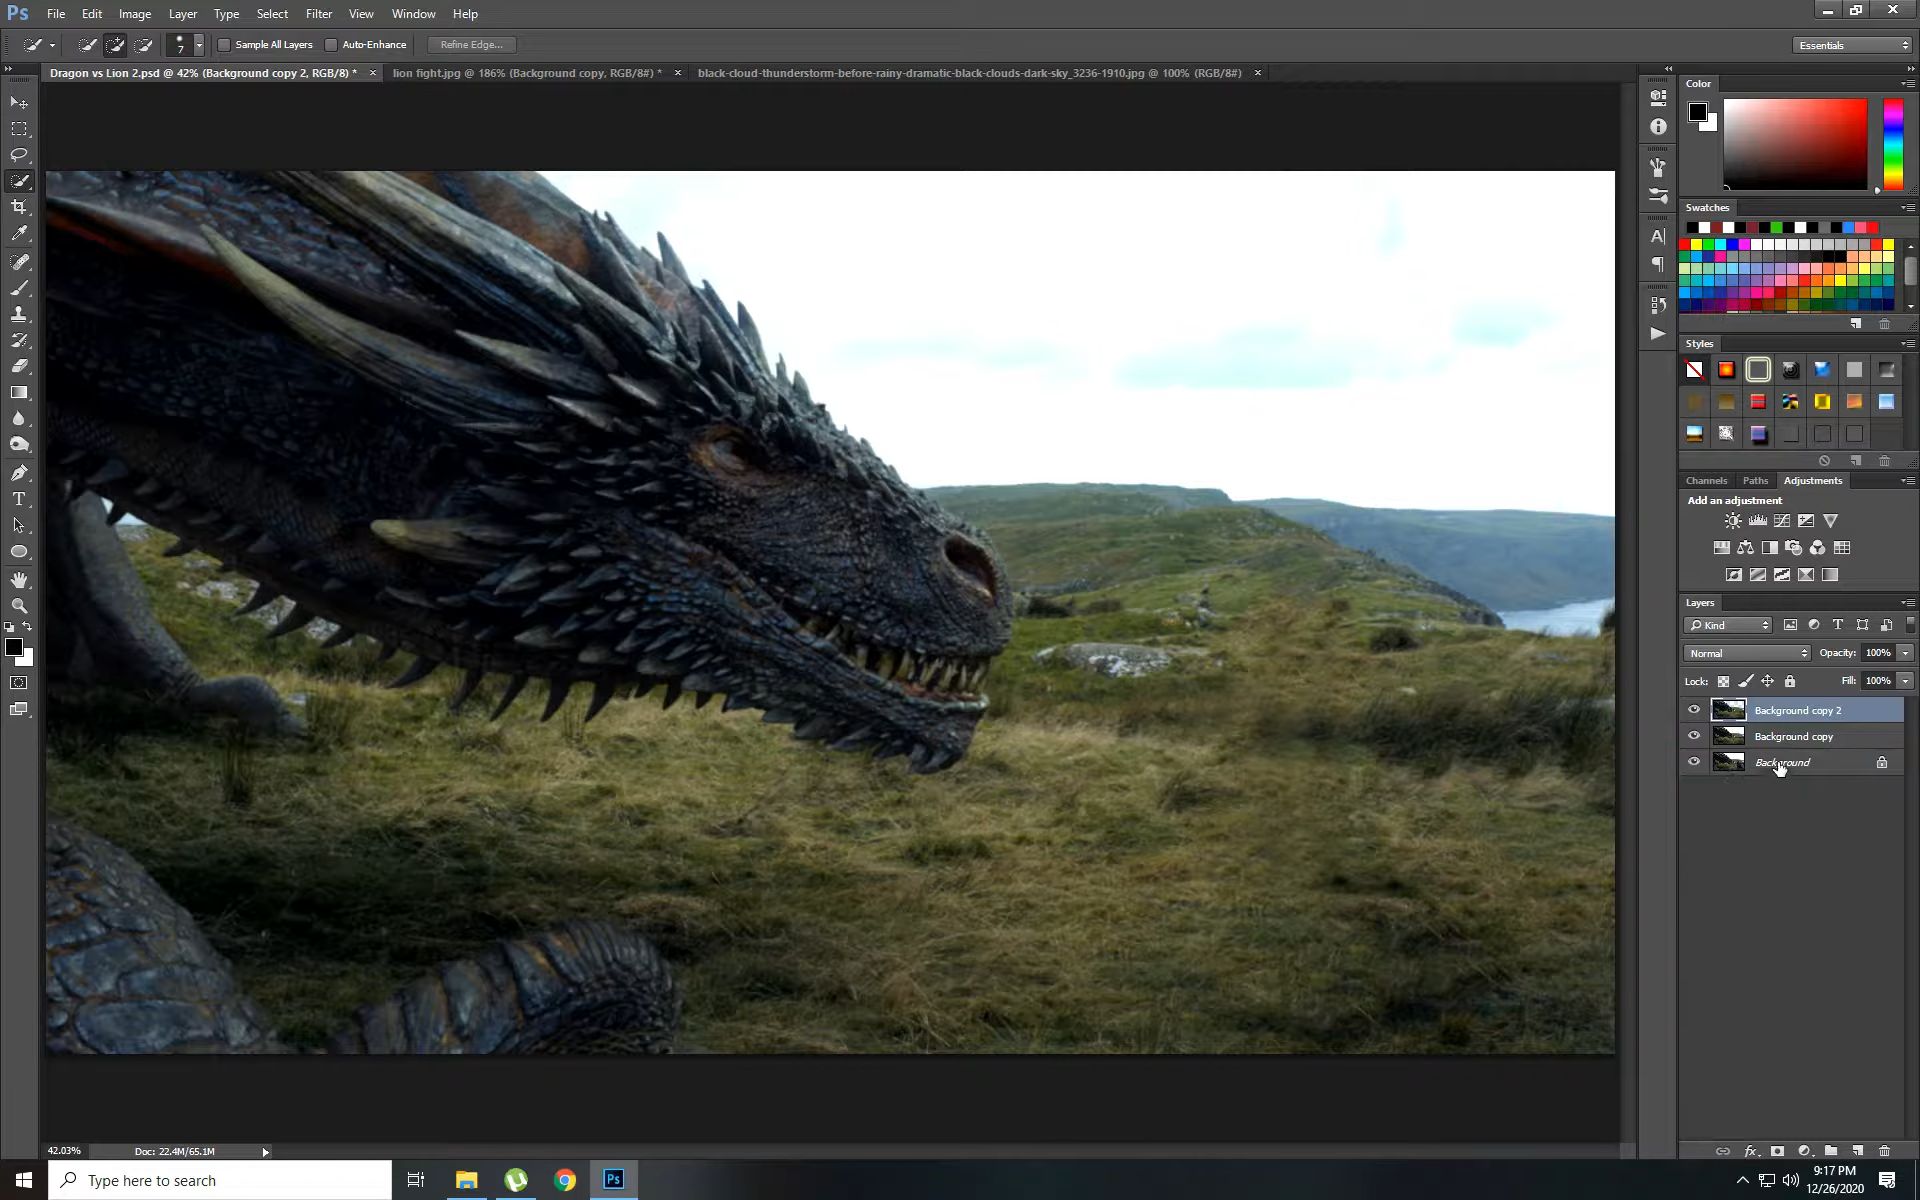 Ps File Edit Image Layer Type Select Filter 3D View Window Help
7 Sample All Layers Auto-Enhance Refine Edge... Essentials
Dragon vs Lion 2.psd @ 42% (Background copy 2, RGB/8) * × lion fight.jpg @ 186% (Background copy, RGB/8#) * × black-cloud-thunderstorm-before-rainy-dramatic-black-clouds-dark-sky_3236-1910.jpg @ 100% (RGB/8#) ×
Color
Swatches
Styles
Channels Paths Adjustments
Add an adjustment
Layers
Kind
Normal Opacity: 100%
Lock: Fill: 100%
Background copy 2
Background copy
Background
42.03% Doc: 22.4M/65.1M
Type here to search
Ps
9:17 PM
12/26/2020